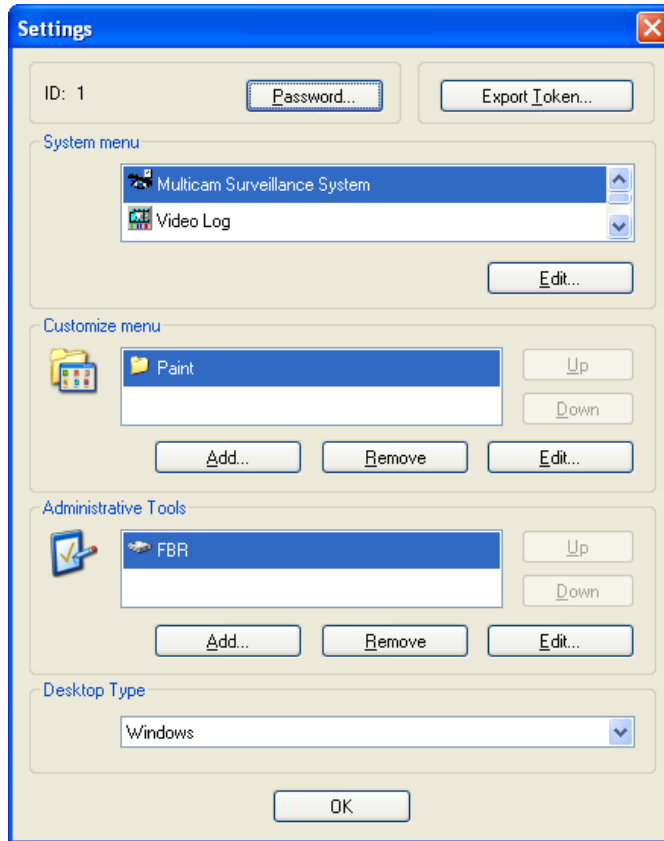 Settings
ID: 1
Password...
Export Token...
System menu
Multicam Surveillance System
Video Log
Edit...
Customize menu
Paint
Up
Down
Add...
Remove
Edit...
Administrative Tools
FBR
Up
Down
Add...
Remove
Edit...
Desktop Type
Windows
OK